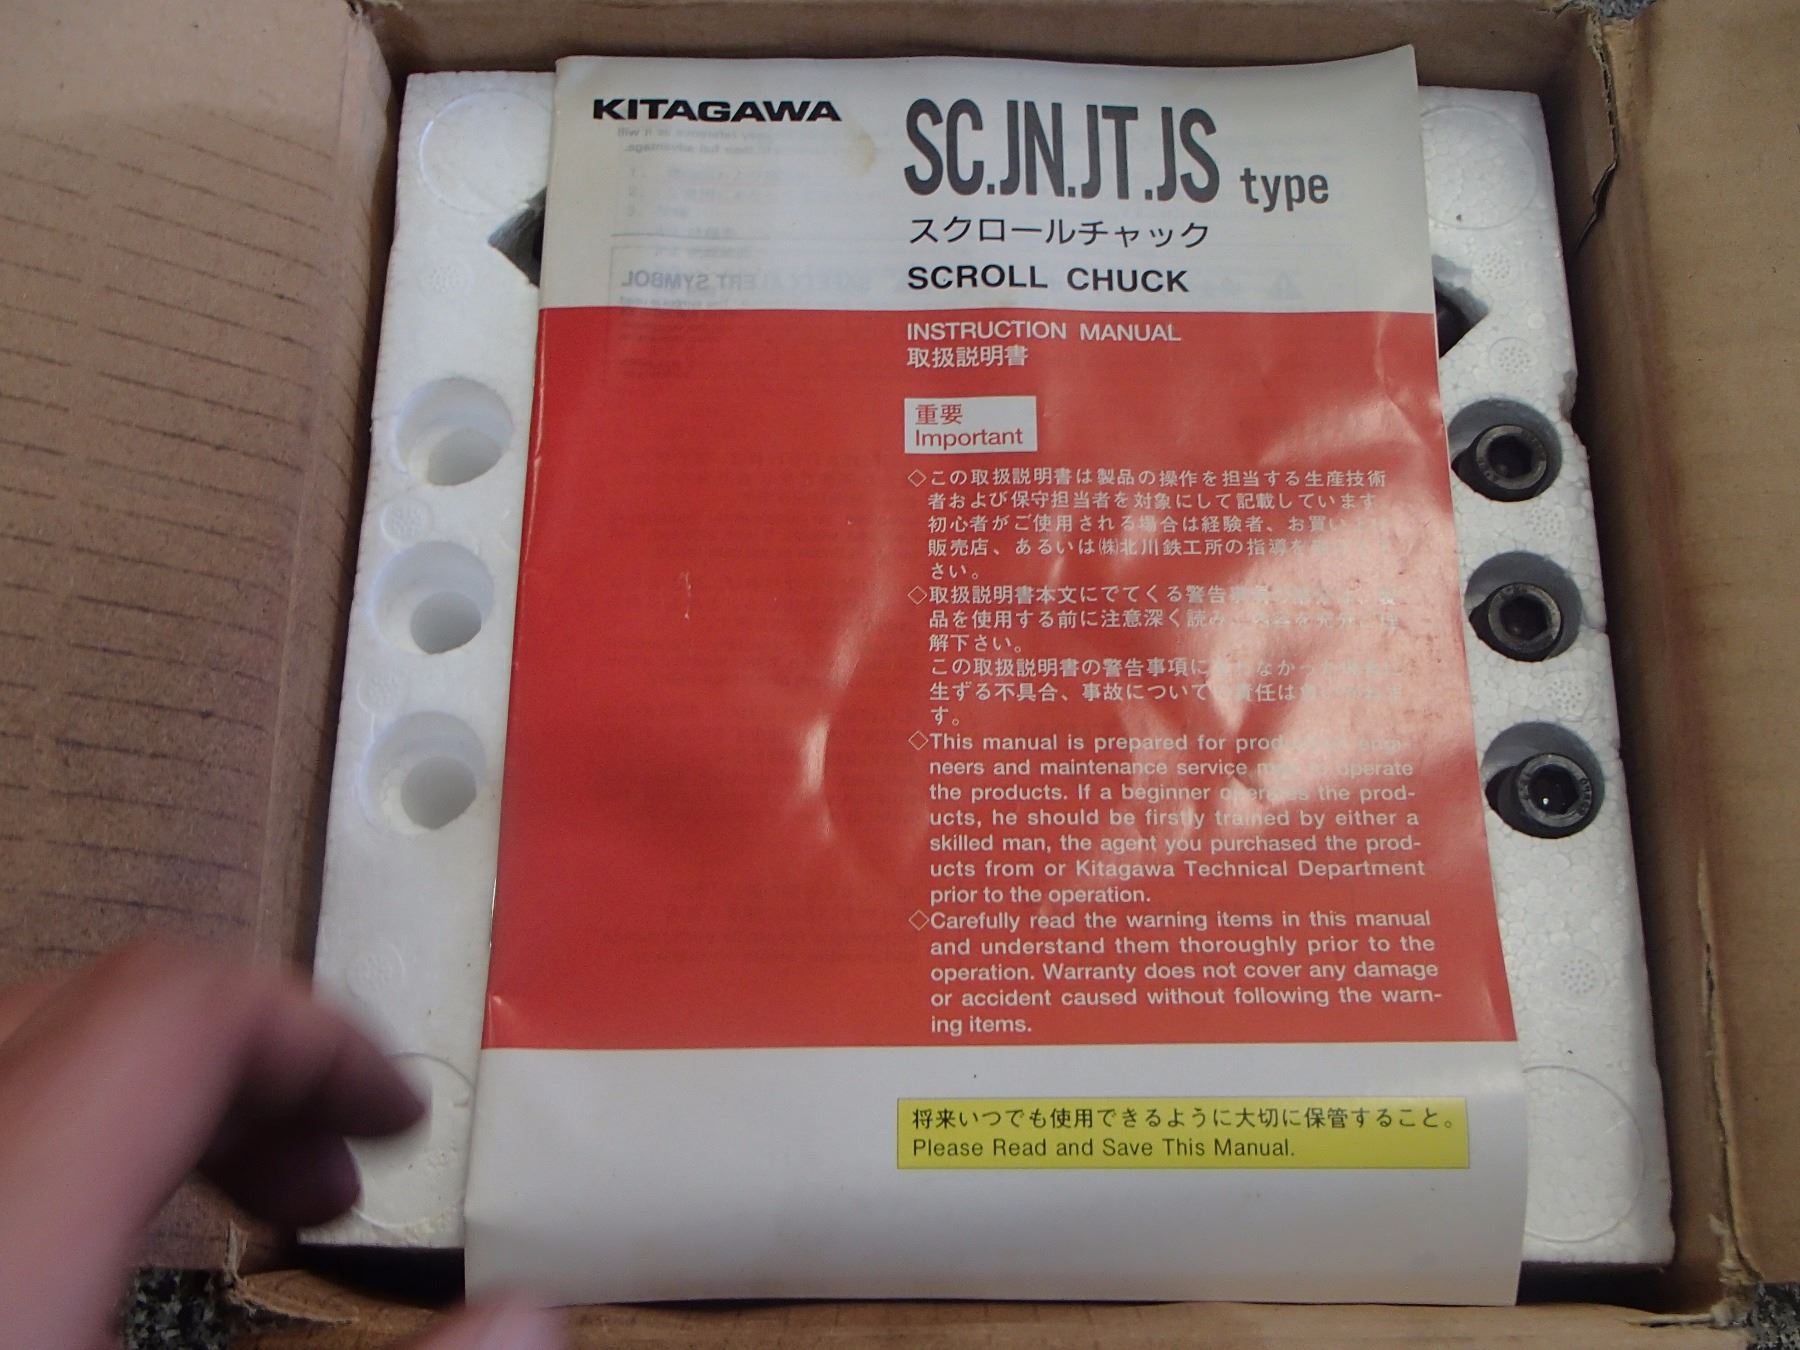 KITAGAWA
SC.JN.JT.JS type
スクロールチャック
SCROLL CHUCK
INSTRUCTION MANUAL
取扱説明書
重要
Important
◇この取扱説明書は製品の操作を担当する生産技術
者および保守担当者を対象にして記載しています
初心者がご使用される場合は経験者、お買い
販売店、あるいは㈱北川鉄工所の指導を
さい。
◇取扱説明書本文にでてくる警告事
品を使用する前に注意深く読み、内容を充分ご理
解下さい。
この取扱説明書の警告事項に
生ずる不具合、事故について
す。
◇This manual is prepared for
neers and maintenance service operate
the products. If a beginner operates the prod-
ucts, he should be firstly trained by either a
skilled man, the agent you purchased the prod-
ucts from or Kitagawa Technical Department
prior to the operation.
◇Carefully read the warning items in this manual
and understand them thoroughly prior to the
operation. Warranty does not cover any damage
or accident caused without following the warn-
ing items.
将来いつでも使用できるように大切に保管すること。
Please Read and Save This Manual.